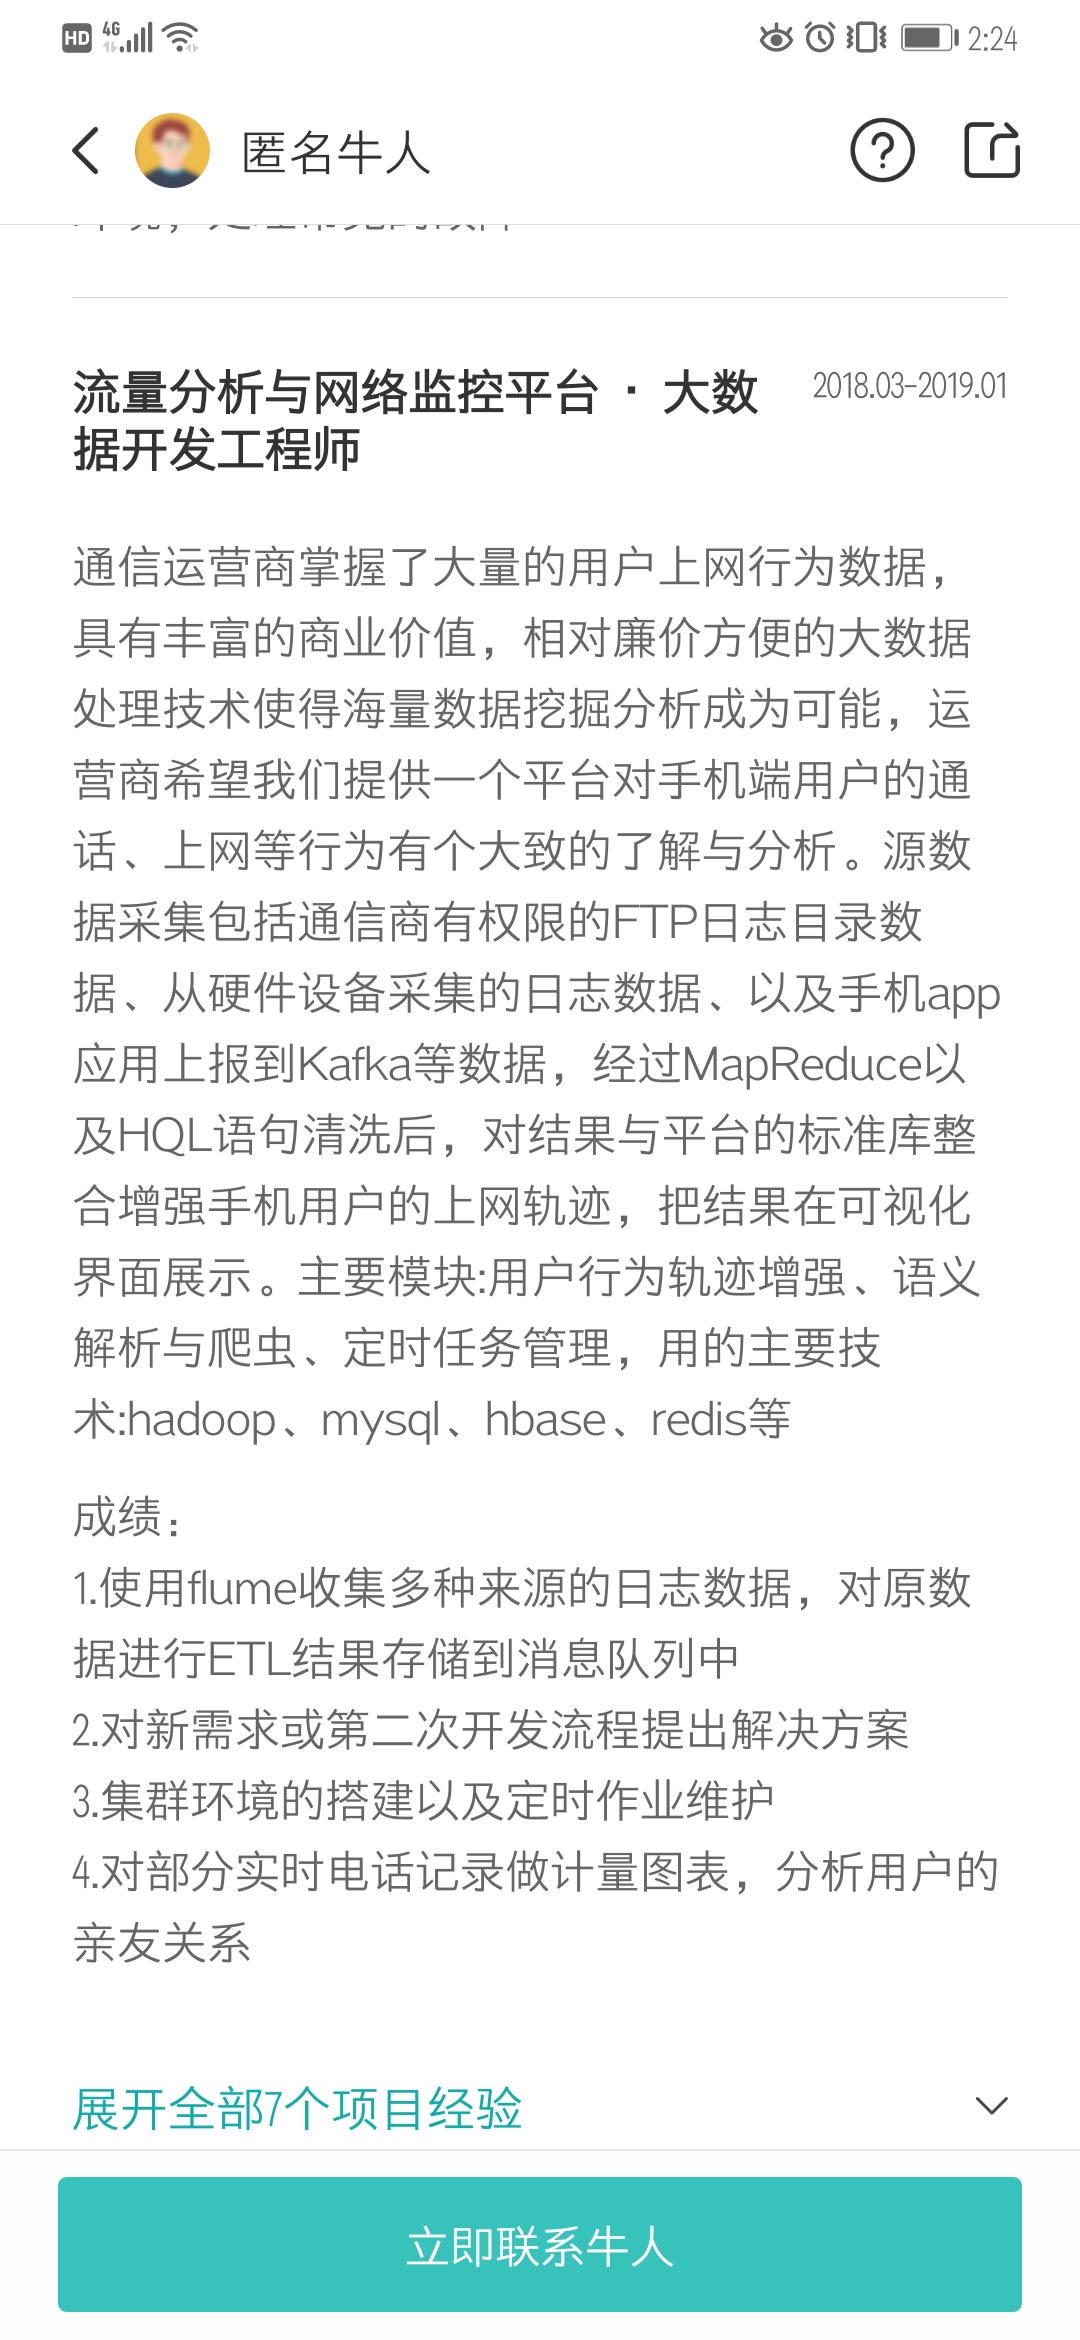 HD 4G 2:24
匿名牛人
流量分析与网络监控平台 · 大数 2018.03-2019.01
据开发工程师
通信运营商掌握了大量的用户上网行为数据，
具有丰富的商业价值，相对廉价方便的大数据
处理技术使得海量数据挖掘分析成为可能，运
营商希望我们提供一个平台对手机端用户的通
话、上网等行为有个大致的了解与分析。源数
据采集包括通信商有权限的FTP日志目录数
据、从硬件设备采集的日志数据、以及手机app
应用上报到Kafka等数据，经过MapReduce以
及HQL语句清洗后，对结果与平台的标准库整
合增强手机用户的上网轨迹，把结果在可视化
界面展示。主要模块:用户行为轨迹增强、语义
解析与爬虫、定时任务管理，用的主要技
术:hadoop、mysql、hbase、redis等
成绩：
1.使用flume收集多种来源的日志数据，对原数
据进行ETL结果存储到消息队列中
2.对新需求或第二次开发流程提出解决方案
3.集群环境的搭建以及定时作业维护
4.对部分实时电话记录做计量图表，分析用户的
亲友关系
展开全部7个项目经验
立即联系牛人